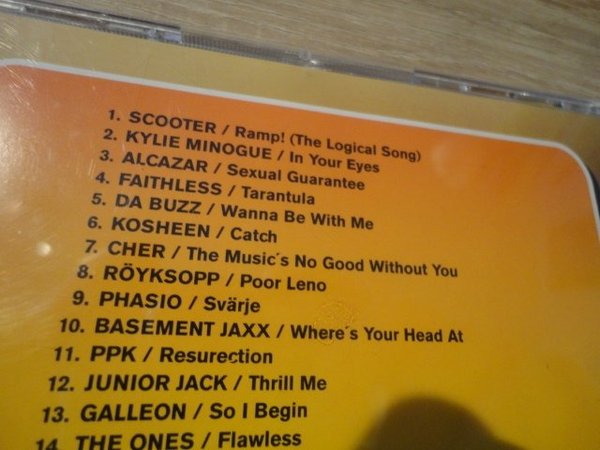 1. SCOOTER / Ramp! (The Logical Song)
2. KYLIE MINOGUE / In Your Eyes
3. ALCAZAR / Sexual Guarantee
4. FAITHLESS / Tarantula
5. DA BUZZ / Wanna Be With Me
6. KOSHEEN / Catch
7. CHER / The Music´s No Good Without You
8. RÖYKSOPP / Poor Leno
9. PHASIO / Svärje
10. BASEMENT JAXX / Where´s Your Head At
11. PPK / Resurection
12. JUNIOR JACK / Thrill Me
13. GALLEON / So I Begin
14. THE ONES / Flawless